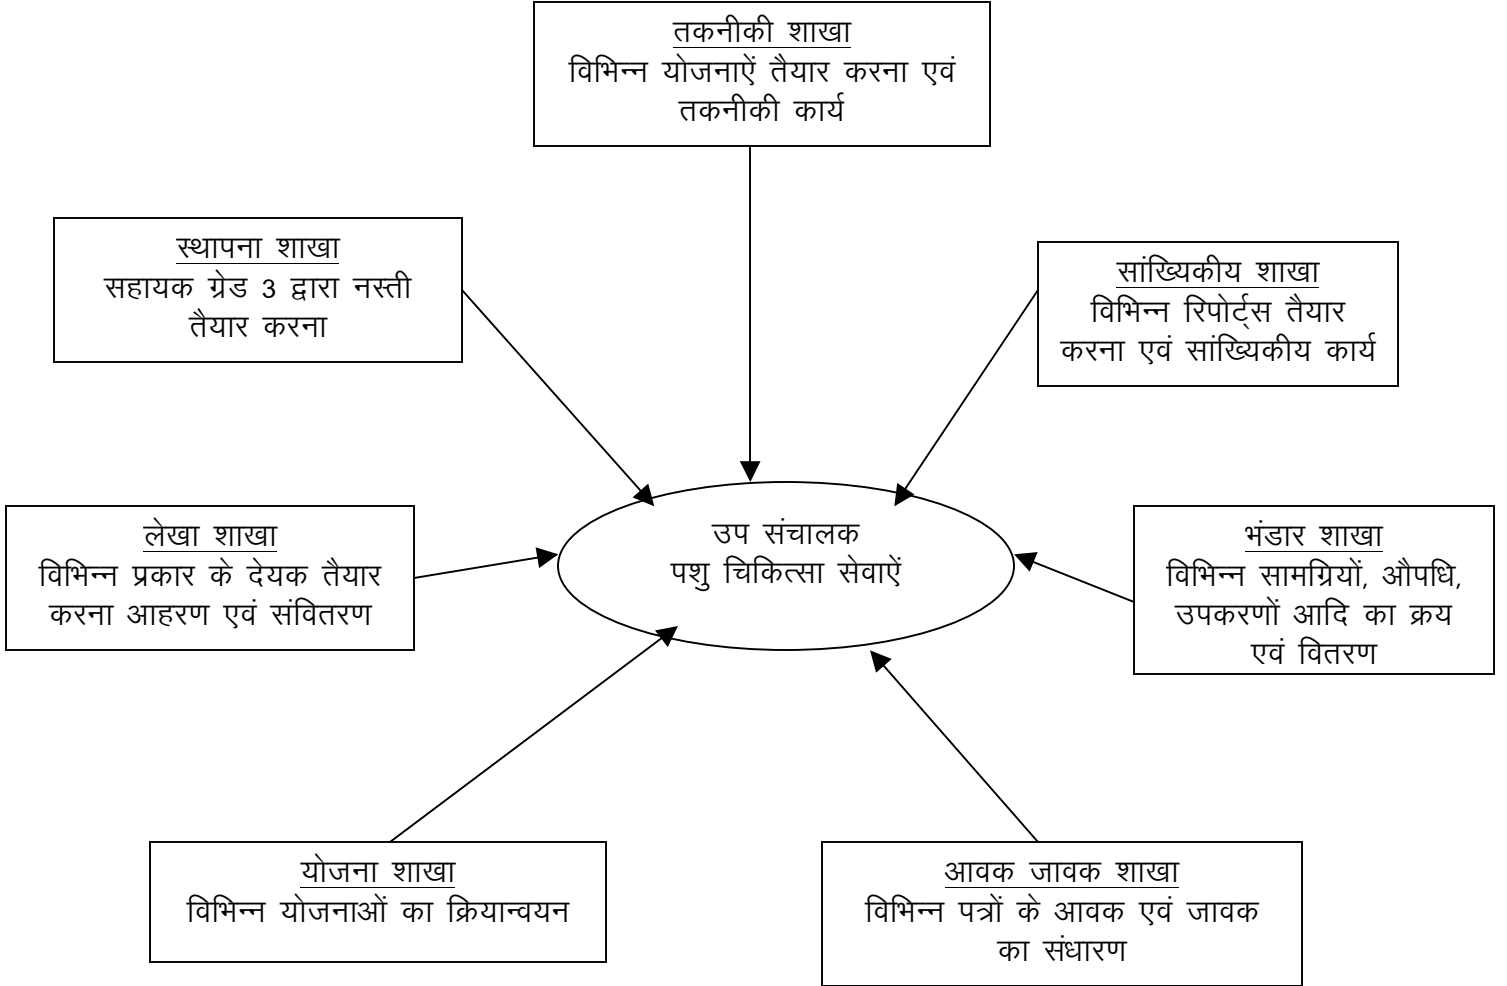 तकनीकी शाखा
विभिन्न योजनाऐं तैयार करना एवं
तकनीकी कार्य
स्थापना शाखा
सहायक ग्रेड 3 द्वारा नस्ती
तैयार करना
सांख्यिकीय शाखा
विभिन्न रिपोर्ट्स तैयार
करना एवं सांख्यिकीय कार्य
लेखा शाखा
विभिन्न प्रकार के देयक तैयार
करना आहरण एवं संवितरण
उप संचालक
पशु चिकित्सा सेवाऐं
भंडार शाखा
विभिन्न सामग्रियों, औपधि,
उपकरणों आदि का क्रय
एवं वितरण
योजना शाखा
विभिन्न योजनाओं का क्रियान्वयन
आवक जावक शाखा
विभिन्न पत्रों के आवक एवं जावक
का संधारण